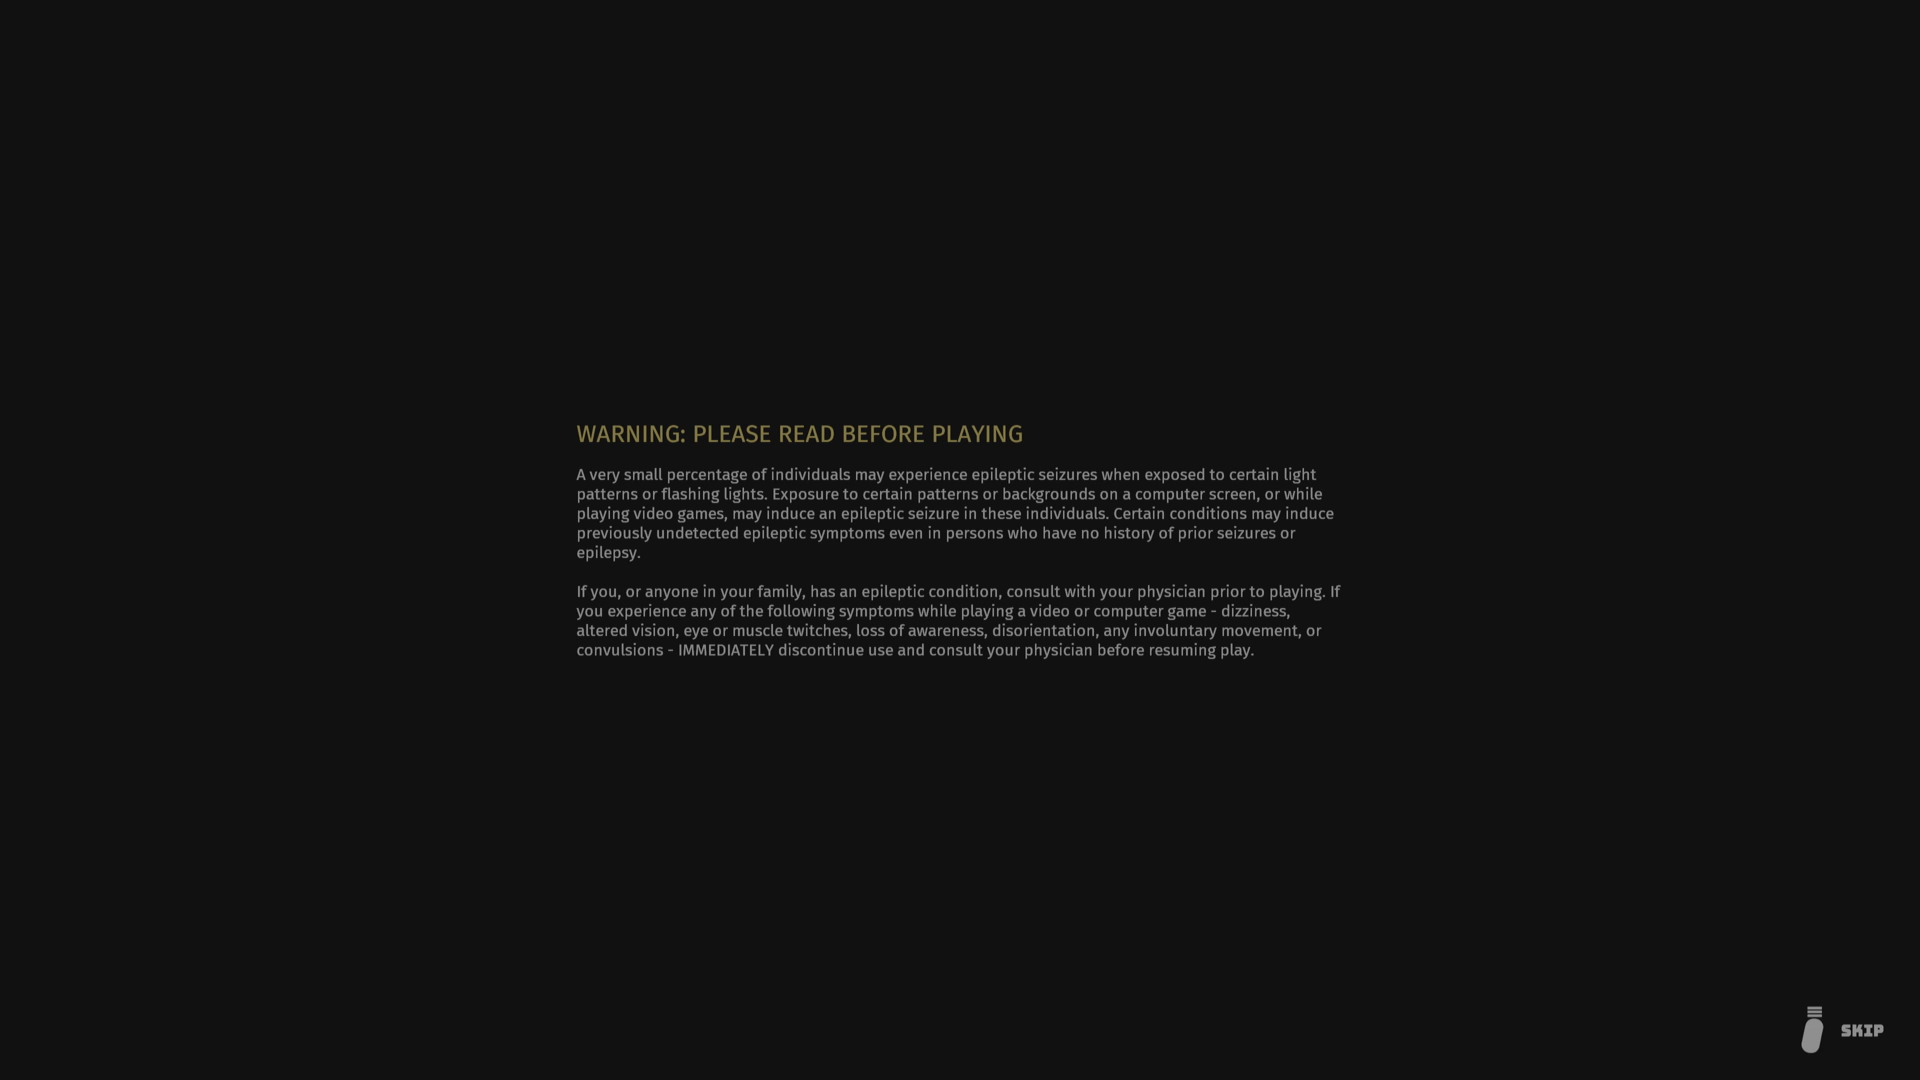 WARNING: PLEASE READ BEFORE PLAYING
A very small percentage of individuals may experience epileptic seizures when exposed to certain light
patterns or flashing lights. Exposure to certain patterns or backgrounds on a computer screen, or while
playing video games, may induce an epileptic seizure in these individuals. Certain conditions may induce
previously undetected epileptic symptoms even in persons who have no history of prior seizures or
epilepsy.
If you, or anyone in your family, has an epileptic condition, consult with your physician prior to playing. If
you experience any of the following symptoms while playing a video or computer game - dizziness,
altered vision, eye or muscle twitches, loss of awareness, disorientation, any involuntary movement, or
convulsions - IMMEDIATELY discontinue use and consult your physician before resuming play.
SKIP